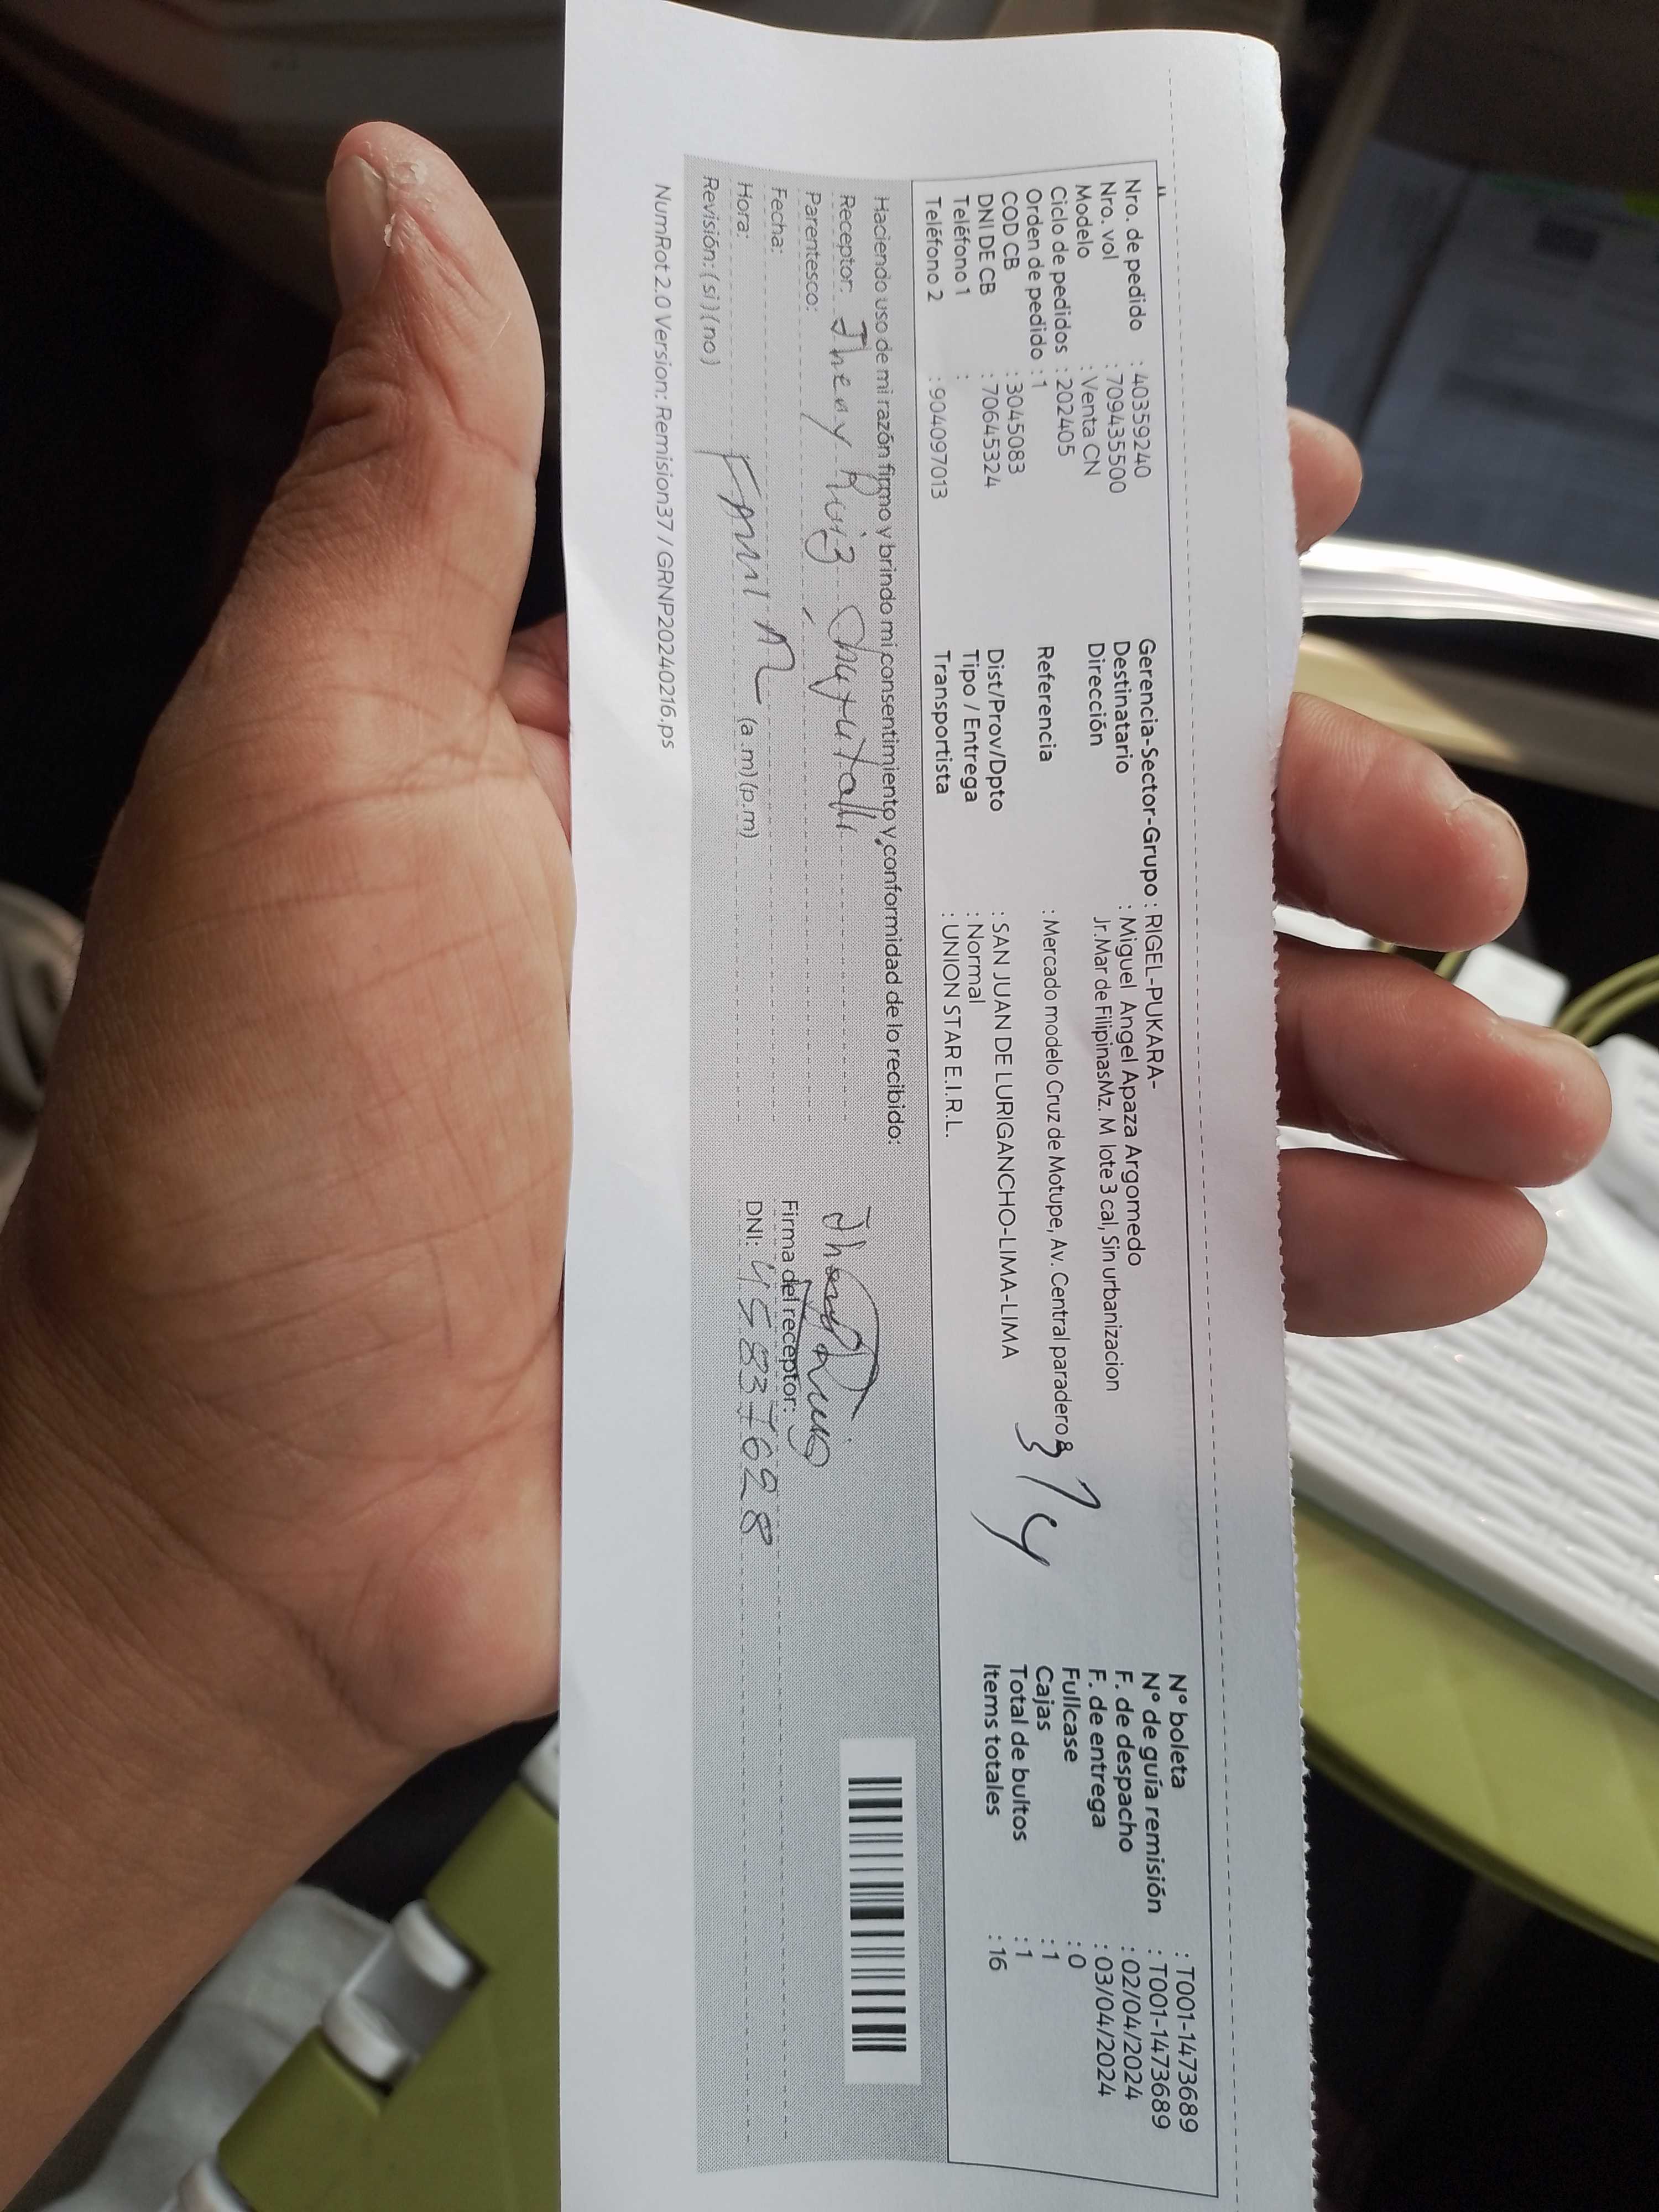 Nro. de pedido : 40359240
Nro. vol : 709435500
Modelo : Venta CN
Ciclo de pedidos : 202405
Orden de pedido : 1
COD CB : 3045083
DNI DE CB : 70645324
Teléfono 1 :
Teléfono 2 : 904097013
Gerencia-Sector-Grupo : RIGEL-PUKARA-
Destinatario : Miguel Angel Apaza Argomedo
Dirección Jr.Mar de FilipinasMz. M lote 3 cal, Sin urbanizacion
Referencia : Mercado modelo Cruz de Motupe, Av. Central paradero 8
Dist/Prov/Dpto : SAN JUAN DE LURIGANCHO-LIMA-LIMA
Tipo / Entrega : Normal
Transportista : UNION STAR E.I.R.L.
N° boleta : T001-1473689
N° de guía remisión : T001-1473689
F. de despacho : 02/04/2024
F. de entrega : 03/04/2024
Fullcase : 0
Cajas : 1
Total de bultos : 1
Items totales : 16
Haciendo uso de mi razón firmo y brindo mi consentimiento y conformidad de lo recibido:
Receptor: Jheny Ruiz
Parentesco:
Fecha:
Hora: (a.m)(p.m)
Revisión: (si)(no)
Firma del receptor:
DNI: 45837628
NumRot 2.0 Version: Remision37 / GRNP20240216.ps